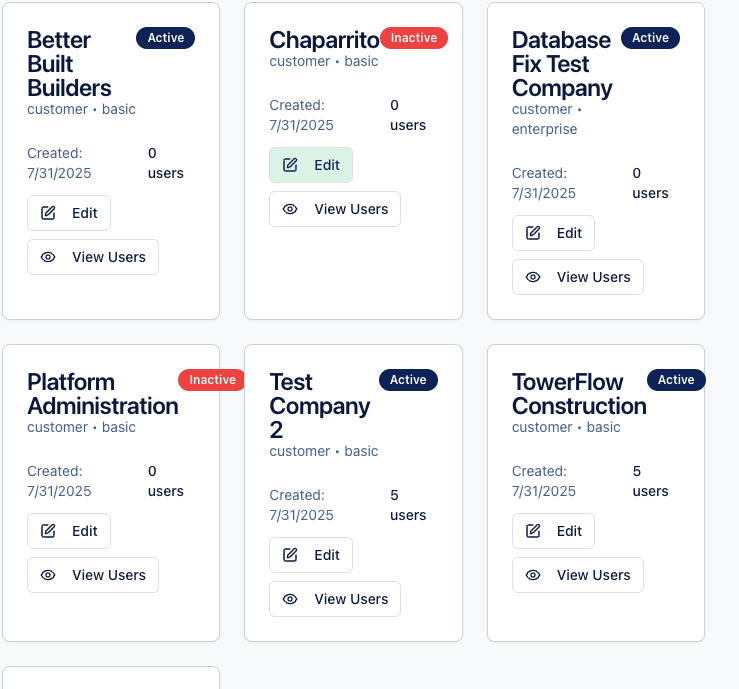 Better
Built
Builders
Active
customer • basic
Created:
7/31/2025
0
users
Edit
View Users
Chaparrito
Inactive
customer • basic
Created:
7/31/2025
0
users
Edit
View Users
Database
Fix Test
Company
Active
customer •
enterprise
Created:
7/31/2025
0
users
Edit
View Users
Platform
Administration
Inactive
customer • basic
Created:
7/31/2025
0
users
Edit
View Users
Test
Company
2
Active
customer • basic
Created:
7/31/2025
5
users
Edit
View Users
TowerFlow
Construction
Active
customer • basic
Created:
7/31/2025
5
users
Edit
View Users